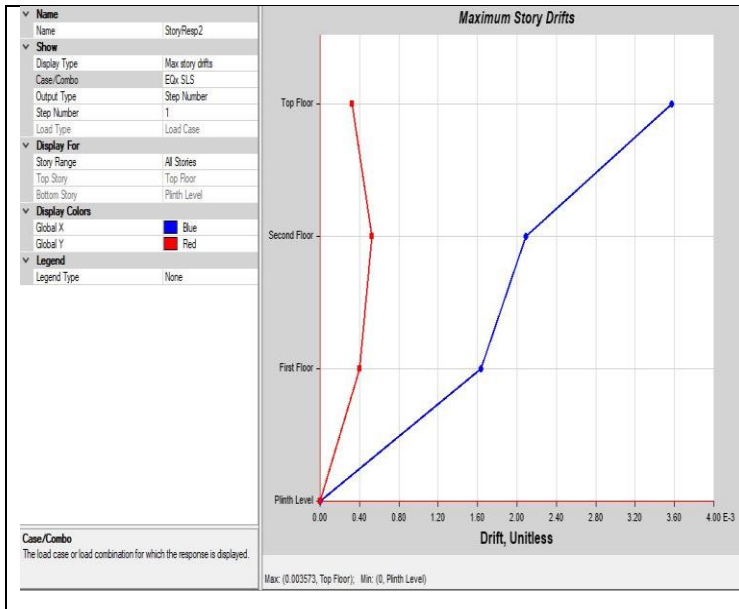 Name
Name StoryResp2
Show
Display Type Max story drifts
Case/Combo EQx SLS
Output Type Step Number
Step Number 1
Load Type Load Case
Display For
Story Range All Stories
Top Story Top Floor
Bottom Story Plinth Level
Display Colors
Global X Blue
Global Y Red
Legend
Legend Type None
Case/Combo
The load case or load combination for which the response is displayed.
Maximum Story Drifts
Top Floor
Second Floor
First Floor
Plinth Level
0.00 0.40 0.80 1.20 1.60 2.00 2.40 2.80 3.20 3.60 4.00 E-3
Drift, Unitless
Max: (0.003573, Top Floor); Min: (0, Plinth Level)